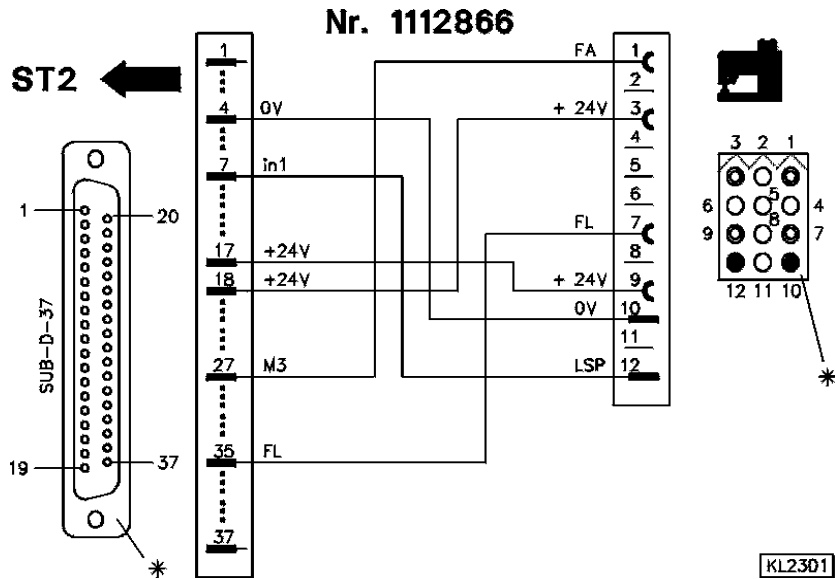 Nr. 1112866
ST2
1
4 0V
7 in1
17 +24V
18 +24V
27 M3
35 FL
37
FA 1
2
+ 24V 3
4
5
6
FL 7
8
+ 24V 9
0V 10
11
LSP 12
1 20
SUB-D-37
19 37
*
3 2 1
6 5 4
9 8 7
12 11 10
*
KL2301